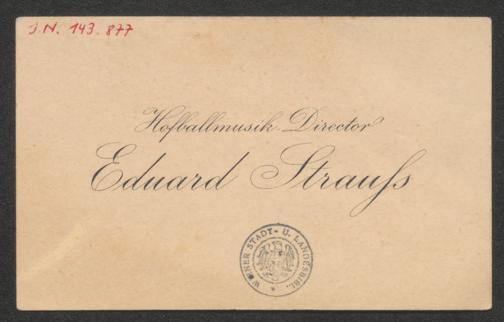 J.N. 143.877
Hofballmusik-Director
Eduard Strauſs
WIENER STADT- U. LANDESBIBL.